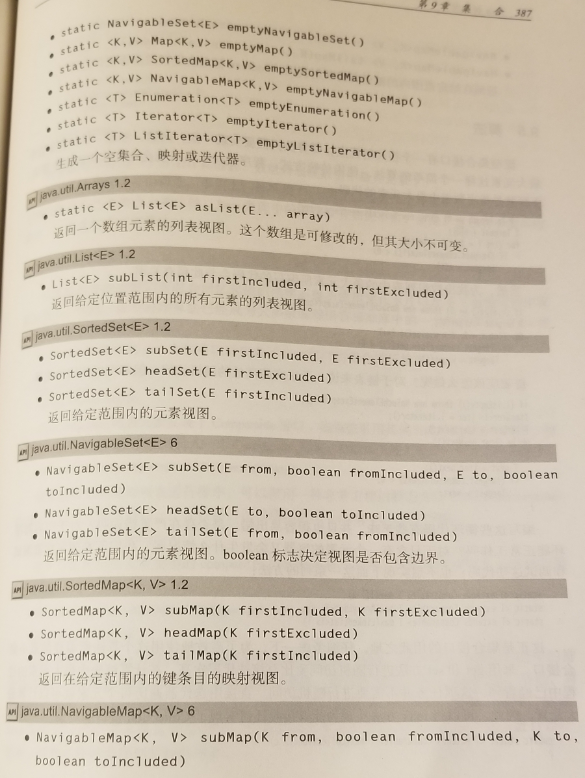 第9章 集 合 387
• static NavigableSet<E> emptyNavigableSet()
• static <K,V> Map<K,V> emptyMap()
• static <K,V> SortedMap<K,V> emptySortedMap()
• static <K,V> NavigableMap<K,V> emptyNavigableMap()
• static <T> Enumeration<T> emptyEnumeration()
• static <T> Iterator<T> emptyIterator()
• static <T> ListIterator<T> emptyListIterator()
生成一个空集合、映射或迭代器。
API java.util.Arrays 1.2
• static <E> List<E> asList(E... array)
返回一个数组元素的列表视图。这个数组是可修改的，但其大小不可变。
API java.util.List<E> 1.2
• List<E> subList(int firstIncluded, int firstExcluded)
返回给定位置范围内的所有元素的列表视图。
API java.util.SortedSet<E> 1.2
• SortedSet<E> subSet(E firstIncluded, E firstExcluded)
• SortedSet<E> headSet(E firstExcluded)
• SortedSet<E> tailSet(E firstIncluded)
返回给定范围内的元素视图。
API java.util.NavigableSet<E> 6
• NavigableSet<E> subSet(E from, boolean fromIncluded, E to, boolean
toIncluded)
• NavigableSet<E> headSet(E to, boolean toIncluded)
• NavigableSet<E> tailSet(E from, boolean fromIncluded)
返回给定范围内的元素视图。boolean 标志决定视图是否包含边界。
API java.util.SortedMap<K, V> 1.2
• SortedMap<K, V> subMap(K firstIncluded, K firstExcluded)
• SortedMap<K, V> headMap(K firstExcluded)
• SortedMap<K, V> tailMap(K firstIncluded)
返回在给定范围内的键条目的映射视图。
API java.util.NavigableMap<K, V> 6
• NavigableMap<K, V> subMap(K from, boolean fromIncluded, K to,
boolean toIncluded)